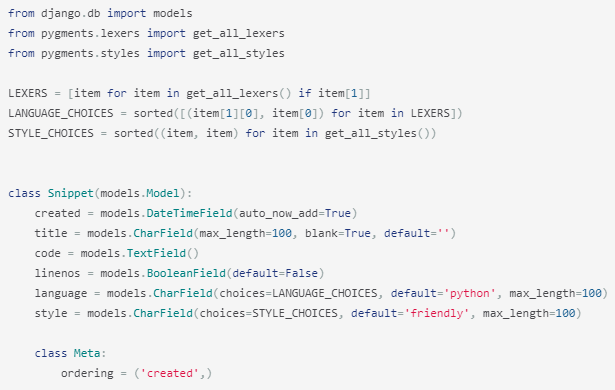 from django.db import models
from pygments.lexers import get_all_lexers
from pygments.styles import get_all_styles

LEXERS = [item for item in get_all_lexers() if item[1]]
LANGUAGE_CHOICES = sorted([(item[1][0], item[0]) for item in LEXERS])
STYLE_CHOICES = sorted((item, item) for item in get_all_styles())


class Snippet(models.Model):
    created = models.DateTimeField(auto_now_add=True)
    title = models.CharField(max_length=100, blank=True, default='')
    code = models.TextField()
    linenos = models.BooleanField(default=False)
    language = models.CharField(choices=LANGUAGE_CHOICES, default='python', max_length=100)
    style = models.CharField(choices=STYLE_CHOICES, default='friendly', max_length=100)

    class Meta:
        ordering = ('created',)